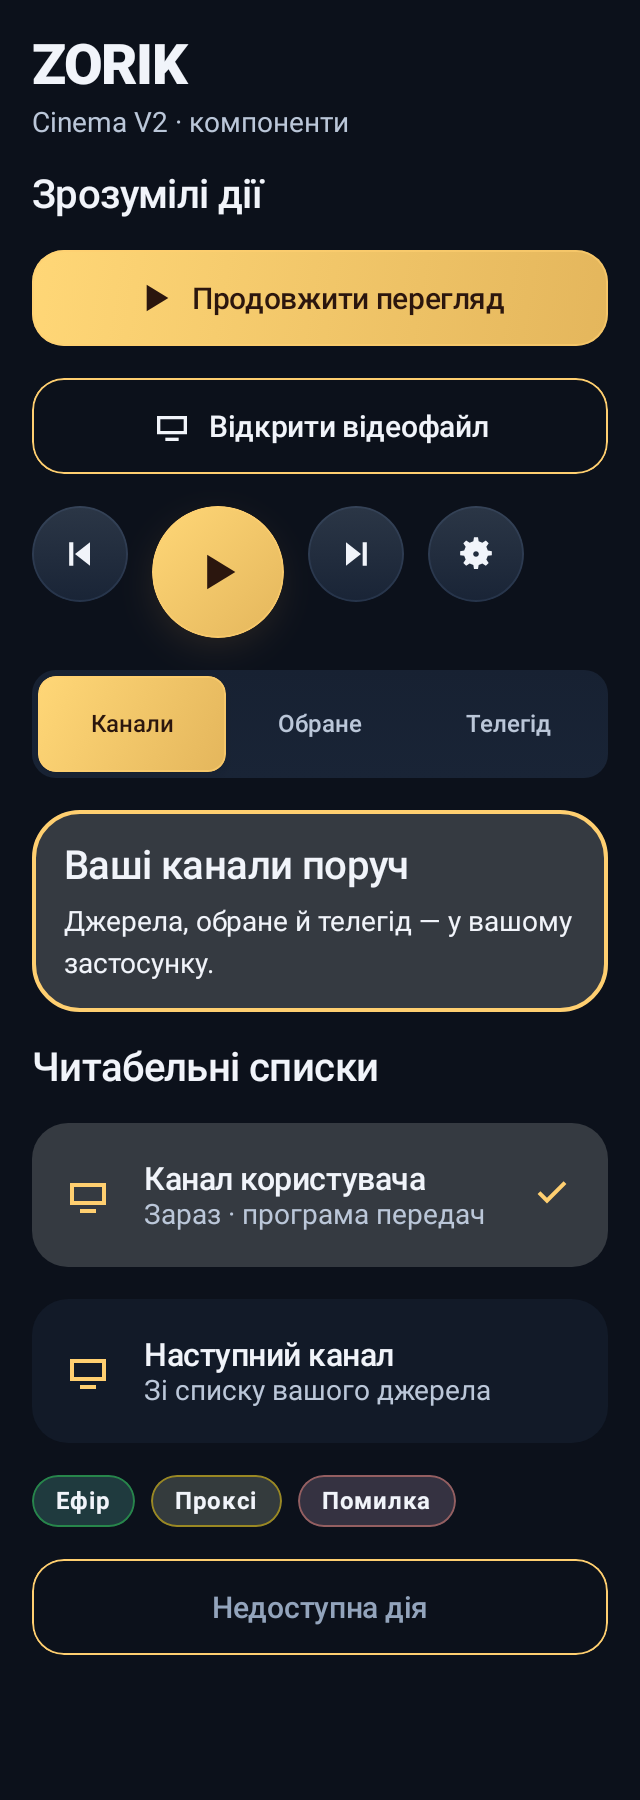 ZORIK
Cinema V2 · компоненти
Зрозумілі дії
Продовжити перегляд
Відкрити відеофайл
Канали
Обране
Телегід
Ваші канали поруч
Джерела, обране й телегід — у вашому
застосунку.
Читабельні списки
Канал користувача
Зараз · програма передач
Наступний канал
Зі списку вашого джерела
Ефір
Проксі
Помилка
Недоступна дія